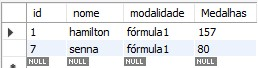 id nome modalidade Medalhas
1 hamilton fórmula1 157
7 senna fórmula1 80
NULL NULL NULL NULL